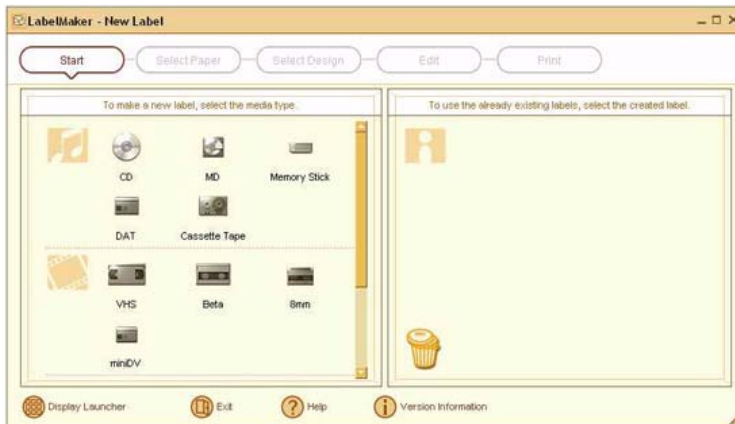 LabelMaker - New Label
Start
Select Paper
Select Design
Edit
Print
To make a new label, select the media type.
To use the already existing labels, select the created label.
CD
MD
Memory Stick
DAT
Cassette Tape
VHS
Beta
8mm
miniDV
Display Launcher
Exit
Help
Version Information